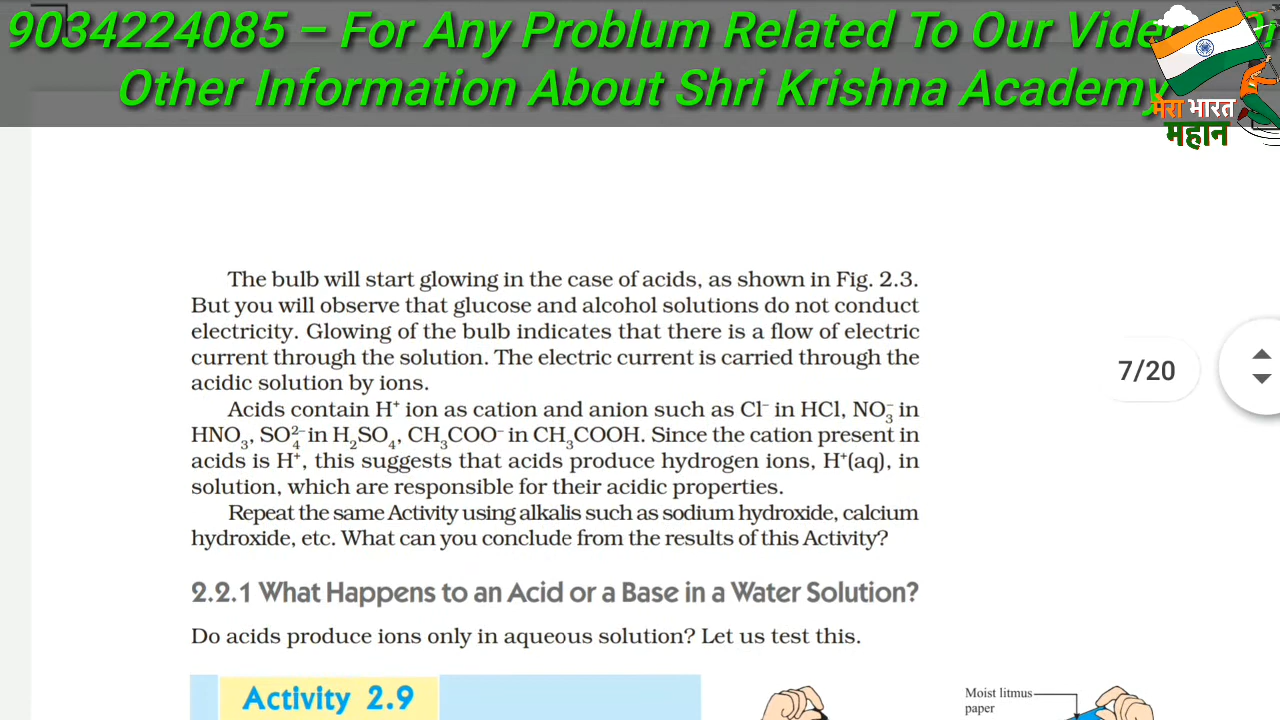 9034224085 – For Any Problum Related To Our Video Or
Other Information About Shri Krishna Academy
मेरा भारत
महान
The bulb will start glowing in the case of acids, as shown in Fig. 2.3.
But you will observe that glucose and alcohol solutions do not conduct
electricity. Glowing of the bulb indicates that there is a flow of electric
current through the solution. The electric current is carried through the
acidic solution by ions.
Acids contain H⁺ ion as cation and anion such as Cl⁻ in HCl, NO₃⁻ in
HNO₃, SO₄²⁻ in H₂SO₄, CH₃COO⁻ in CH₃COOH. Since the cation present in
acids is H⁺, this suggests that acids produce hydrogen ions, H⁺(aq), in
solution, which are responsible for their acidic properties.
Repeat the same Activity using alkalis such as sodium hydroxide, calcium
hydroxide, etc. What can you conclude from the results of this Activity?
7/20
2.2.1 What Happens to an Acid or a Base in a Water Solution?
Do acids produce ions only in aqueous solution? Let us test this.
Activity 2.9
Moist litmus
paper